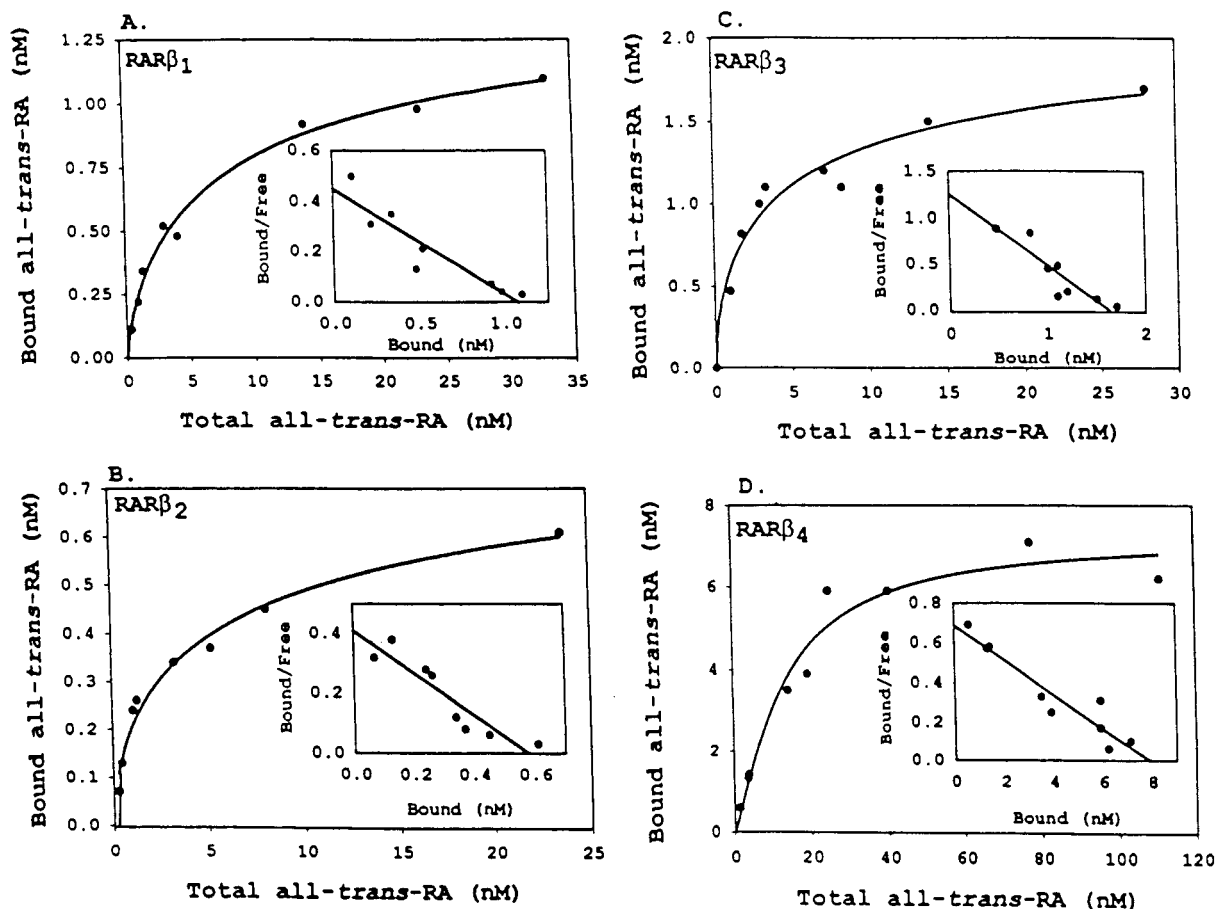 A.
RARβ1
Bound all-trans-RA (nM)
1.25
1.00
0.75
0.50
0.25
0.00
0 5 10 15 20 25 30 35
Total all-trans-RA (nM)
Bound/Free
0.6
0.4
0.2
0.0
0.0 0.5 1.0
Bound (nM)
C.
RARβ3
Bound all-trans-RA (nM)
2.0
1.5
1.0
0.5
0.0
0 5 10 15 20 25 30
Total all-trans-RA (nM)
Bound/Free
1.5
1.0
0.5
0.0
0 1 2
Bound (nM)
B.
RARβ2
Bound all-trans-RA (nM)
0.7
0.6
0.5
0.4
0.3
0.2
0.1
0.0
0 5 10 15 20 25
Total all-trans-RA (nM)
Bound/Free
0.4
0.2
0.0
0.0 0.2 0.4 0.6
Bound (nM)
D.
RARβ4
Bound all-trans-RA (nM)
8
6
4
2
0
0 20 40 60 80 100 120
Total all-trans-RA (nM)
Bound/Free
0.8
0.6
0.4
0.2
0.0
0 2 4 6 8
Bound (nM)